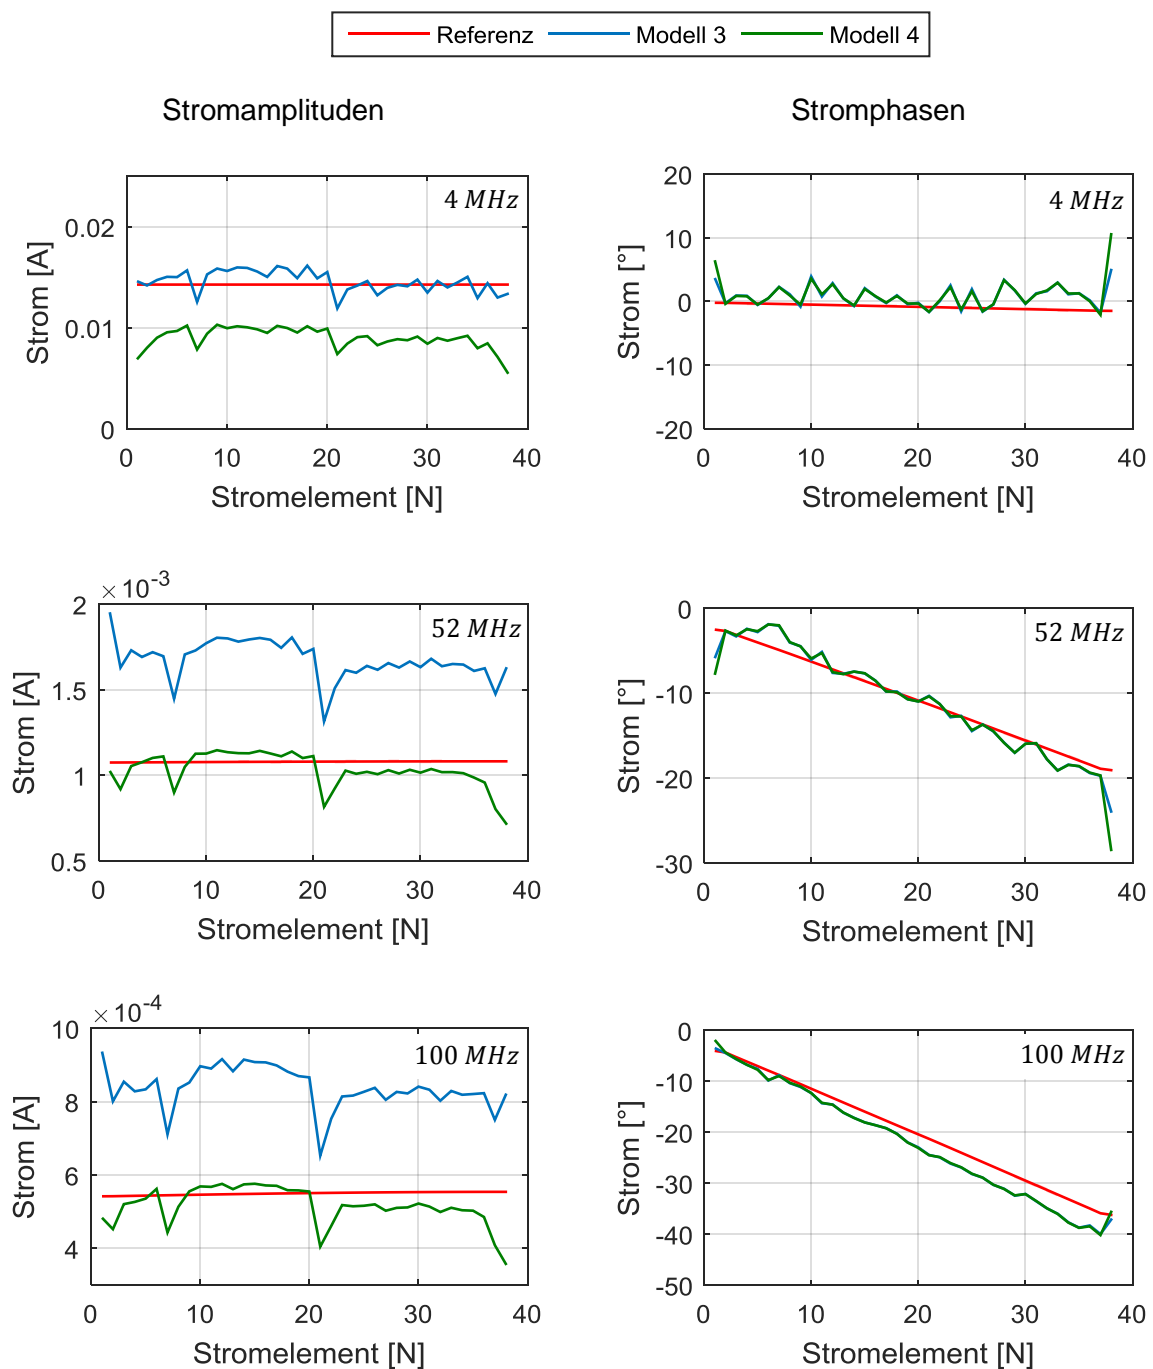 Referenz Modell 3 Modell 4
Stromamplituden Stromphasen
4 MHz
0.02
0.01
0
0 10 20 30 40
Strom [A]
Stromelement [N]
4 MHz
20
10
0
-10
-20
0 10 20 30 40
Strom [°]
Stromelement [N]
× 10-3
52 MHz
2
1.5
1
0.5
0 10 20 30 40
Strom [A]
Stromelement [N]
52 MHz
0
-10
-20
-30
0 10 20 30 40
Strom [°]
Stromelement [N]
× 10-4
100 MHz
10
8
6
4
0 10 20 30 40
Strom [A]
Stromelement [N]
100 MHz
0
-10
-20
-30
-40
-50
0 10 20 30 40
Strom [°]
Stromelement [N]